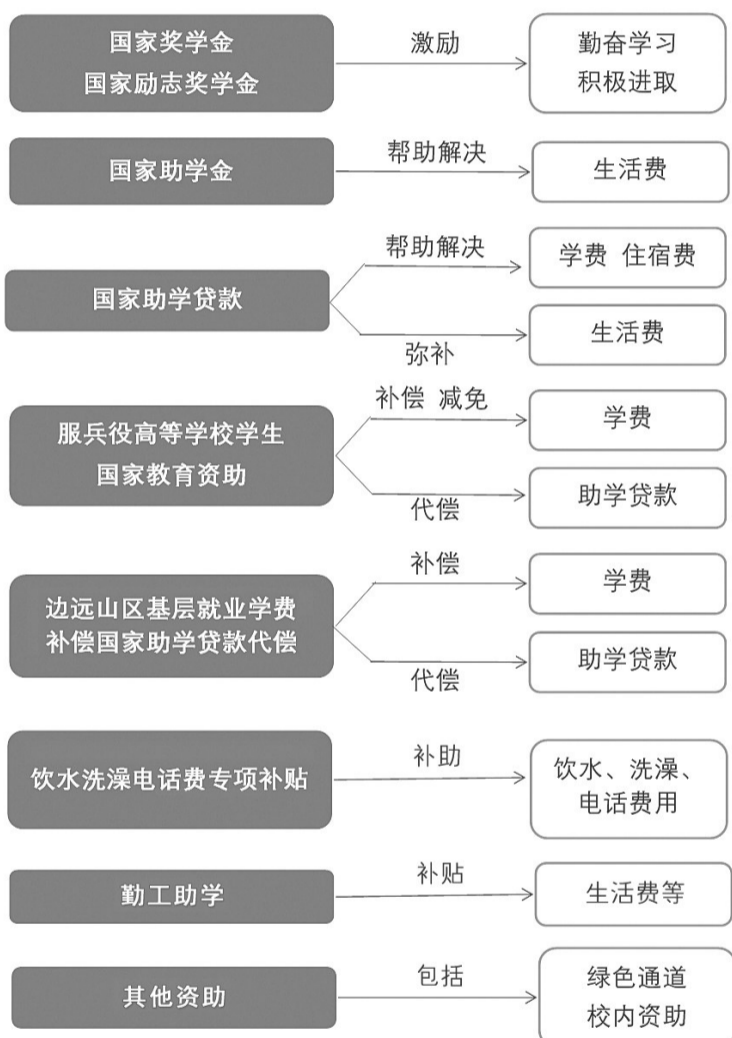 国家奖学金
国家励志奖学金
激励
勤奋学习
积极进取
国家助学金
帮助解决
生活费
国家助学贷款
帮助解决
学费 住宿费
弥补
生活费
服兵役高等学校学生
国家教育资助
补偿 减免
学费
代偿
助学贷款
边远山区基层就业学费
补偿国家助学贷款代偿
补偿
学费
代偿
助学贷款
饮水洗澡电话费专项补贴
补助
饮水、洗澡、
电话费用
勤工助学
补贴
生活费等
其他资助
包括
绿色通道
校内资助